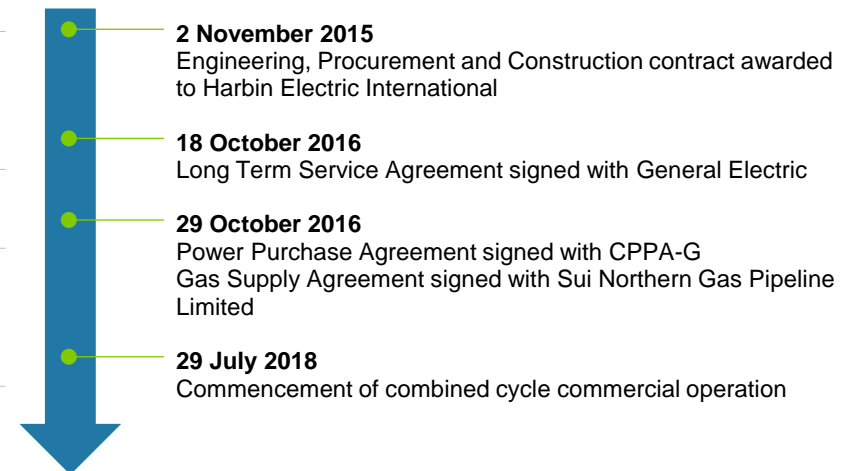 2 November 2015
Engineering, Procurement and Construction contract awarded
to Harbin Electric International
18 October 2016
Long Term Service Agreement signed with General Electric
29 October 2016
Power Purchase Agreement signed with CPPA-G
Gas Supply Agreement signed with Sui Northern Gas Pipeline
Limited
29 July 2018
Commencement of combined cycle commercial operation